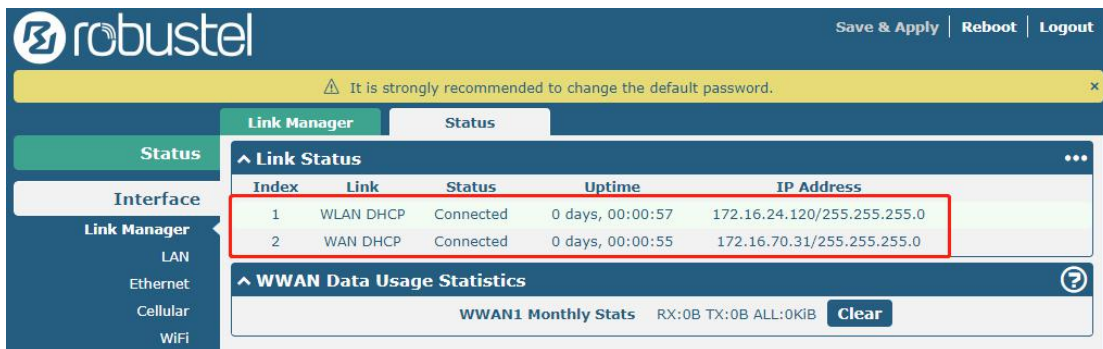 robustel
Save & Apply | Reboot | Logout
⚠ It is strongly recommended to change the default password. ×
Link Manager Status
Status
Interface
Link Manager
LAN
Ethernet
Cellular
WiFi
^ Link Status •••
Index Link Status Uptime IP Address
1 WLAN DHCP Connected 0 days, 00:00:57 172.16.24.120/255.255.255.0
2 WAN DHCP Connected 0 days, 00:00:55 172.16.70.31/255.255.255.0
^ WWAN Data Usage Statistics ?
WWAN1 Monthly Stats RX:0B TX:0B ALL:0KiB Clear